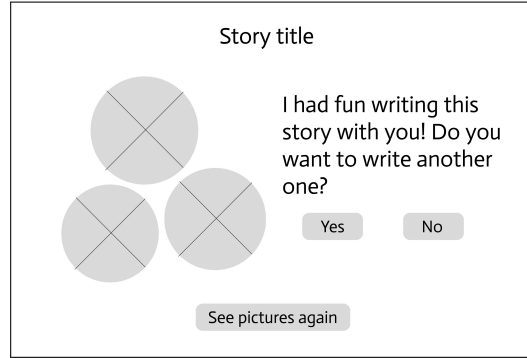 Story title
I had fun writing this
story with you! Do you
want to write another
one?
Yes
No
See pictures again